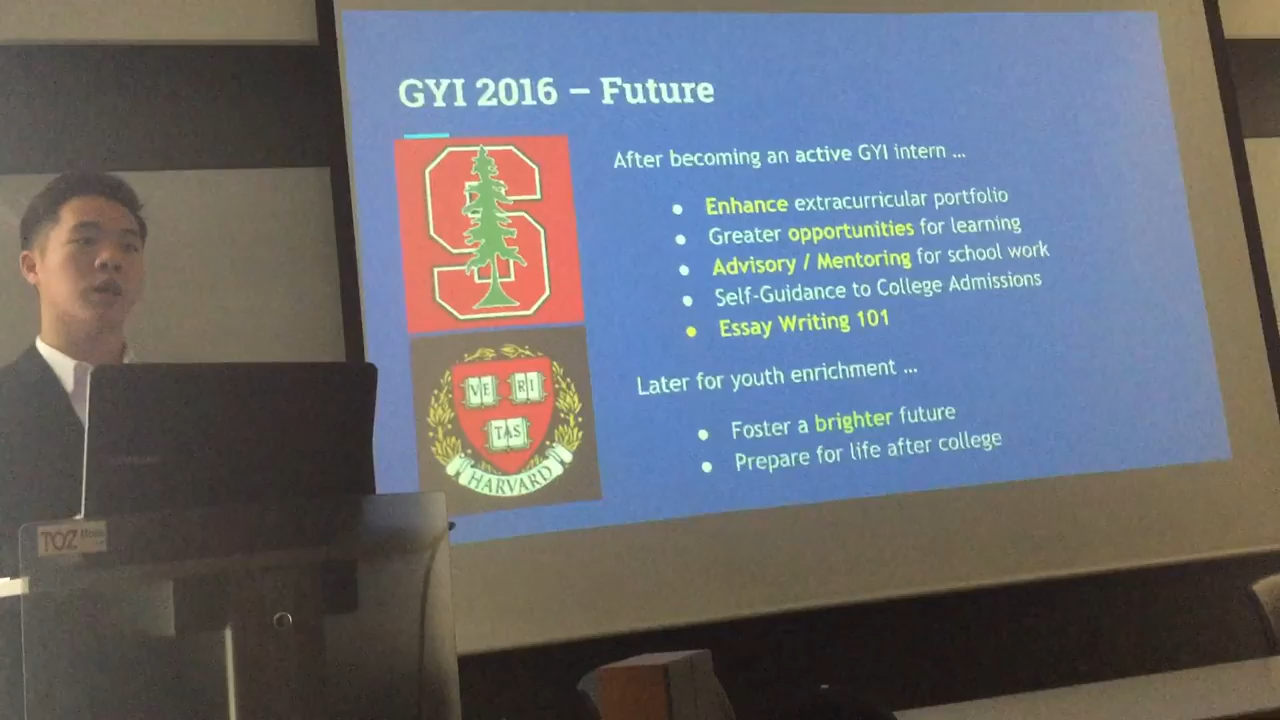 GYI 2016 – Future
After becoming an active GYI intern ...
● Enhance extracurricular portfolio
● Greater opportunities for learning
● Advisory / Mentoring for school work
● Self-Guidance to College Admissions
● Essay Writing 101
Later for youth enrichment ...
● Foster a brighter future
● Prepare for life after college
S
VE RI
TAS
HARVARD
TOZ